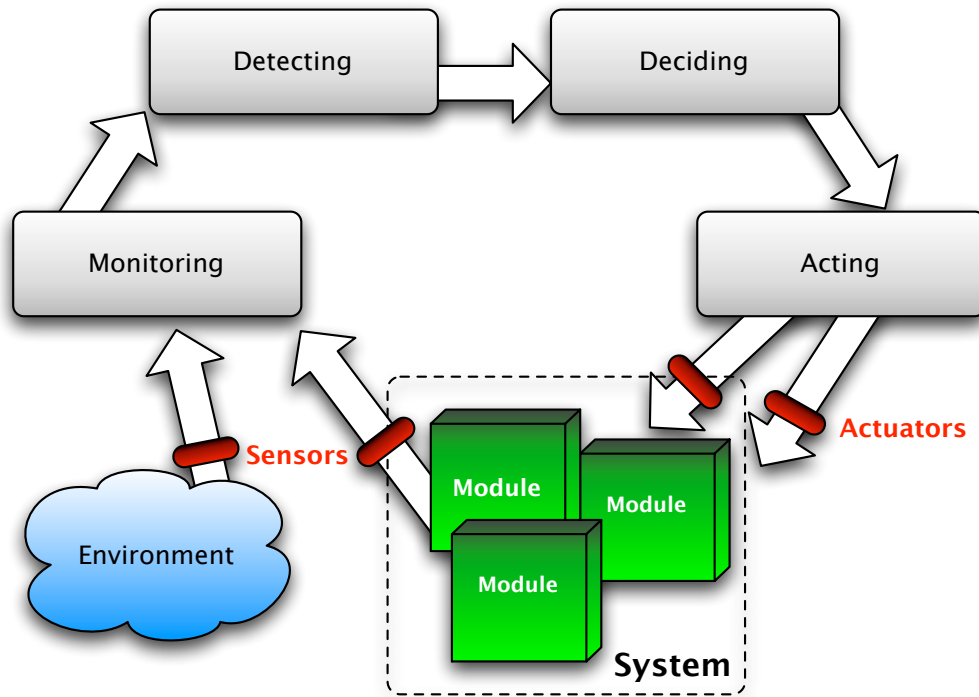 Detecting
Deciding
Monitoring
Acting
Sensors
Actuators
Module
Module
Module
Environment
System